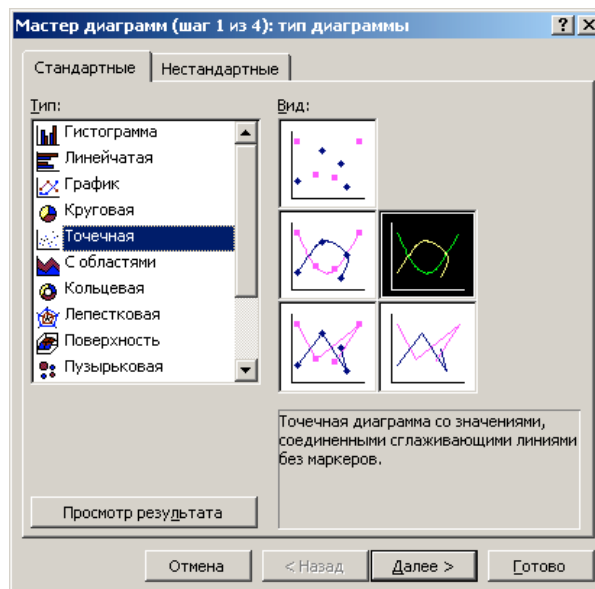 Мастер диаграмм (шаг 1 из 4): тип диаграммы
Стандартные
Нестандартные
Тип:
Гистограмма
Линейчатая
График
Круговая
Точечная
С областями
Кольцевая
Лепестковая
Поверхность
Пузырьковая
Вид:
Точечная диаграмма со значениями,
соединенными сглаживающими линиями
без маркеров.
Просмотр результата
Отмена
< Назад
Далее >
Готово